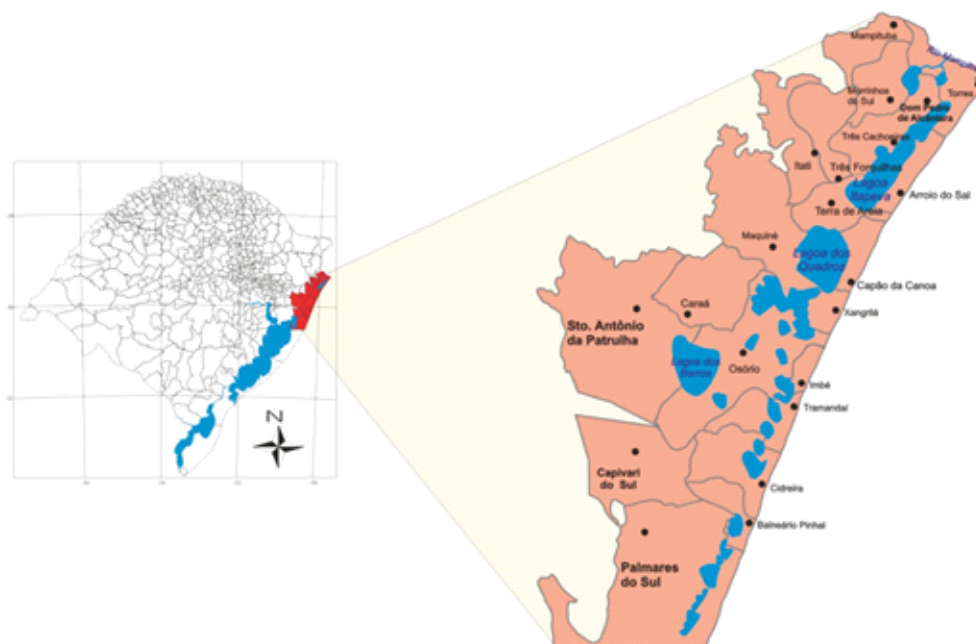 Mampituba
Torres
Morrinhos
do Sul
Dom Pedro
de Alcântara
Três Cachoeiras
Itati
Três Forquilhas
Lagoa
Itapeva
Arroio do Sal
Terra de Areia
Maquiné
Lagoa dos
Quadros
Capão da Canoa
Caraá
Xangrilá
Sto. Antônio
da Patrulha
Lagoa dos
Barros
Osório
Imbé
Tramandaí
N
Capivari
do Sul
Cidreira
Balneário Pinhal
Palmares
do Sul